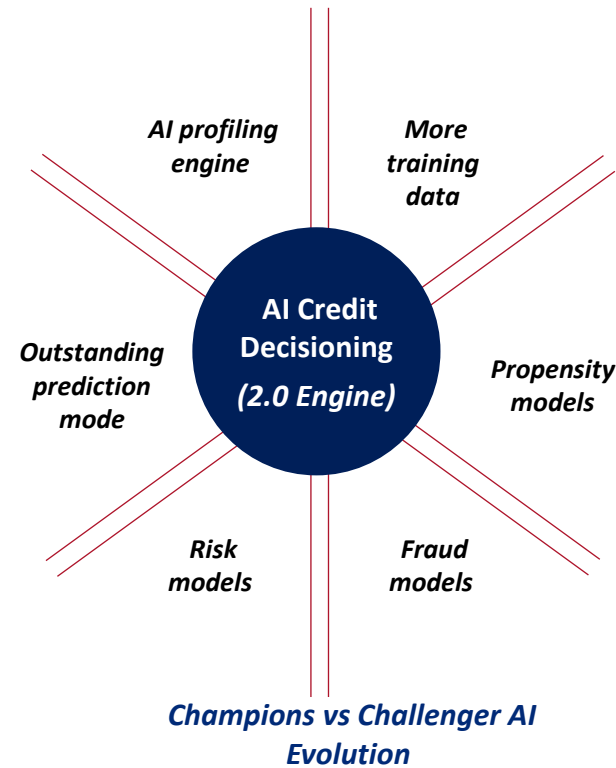 AI profiling
engine
More
training
data
AI Credit
Decisioning
(2.0 Engine)
Outstanding
prediction
mode
Propensity
models
Risk
models
Fraud
models
Champions vs Challenger AI
Evolution